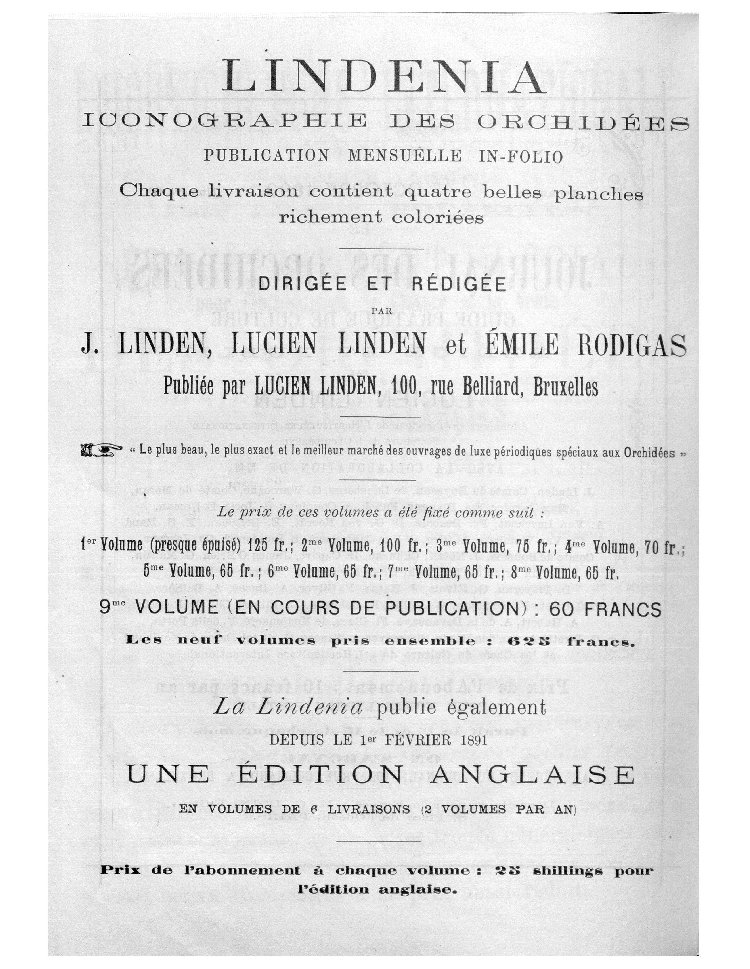 LINDENIA
ICONOGRAPHIE DES ORCHIDÉES
PUBLICATION MENSUELLE IN-FOLIO
Chaque livraison contient quatre belles planches
richement coloriées
DIRIGÉE ET RÉDIGÉE
PAR
J. LINDEN, LUCIEN LINDEN et ÉMILE RODIGAS
Publiée par LUCIEN LINDEN, 100, rue Belliard, Bruxelles
« Le plus beau, le plus exact et le meilleur marché des ouvrages de luxe périodiques spéciaux aux Orchidées »
Le prix de ces volumes a été fixé comme suit :
1er Volume (presque épuisé) 125 fr.; 2me Volume, 100 fr.; 3me Volume, 75 fr.; 4me Volume, 70 fr.;
5me Volume, 65 fr.; 6me Volume, 65 fr.; 7me Volume, 65 fr.; 8me Volume, 65 fr.
9me VOLUME (EN COURS DE PUBLICATION) : 60 FRANCS
Les neuf volumes pris ensemble : 625 francs.
La Lindenia publie également
DEPUIS LE 1er FÉVRIER 1891
UNE ÉDITION ANGLAISE
EN VOLUMES DE 6 LIVRAISONS (2 VOLUMES PAR AN)
Prix de l'abonnement à chaque volume : 25 shillings pour
l'édition anglaise.